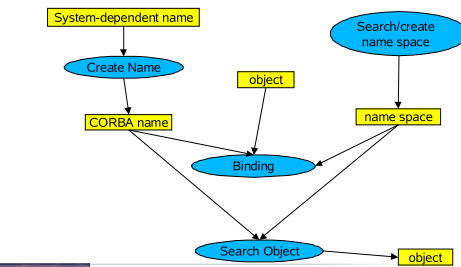 System-dependent name
Search/create
name space
Create Name
object
CORBA name
name space
Binding
Search Object
object